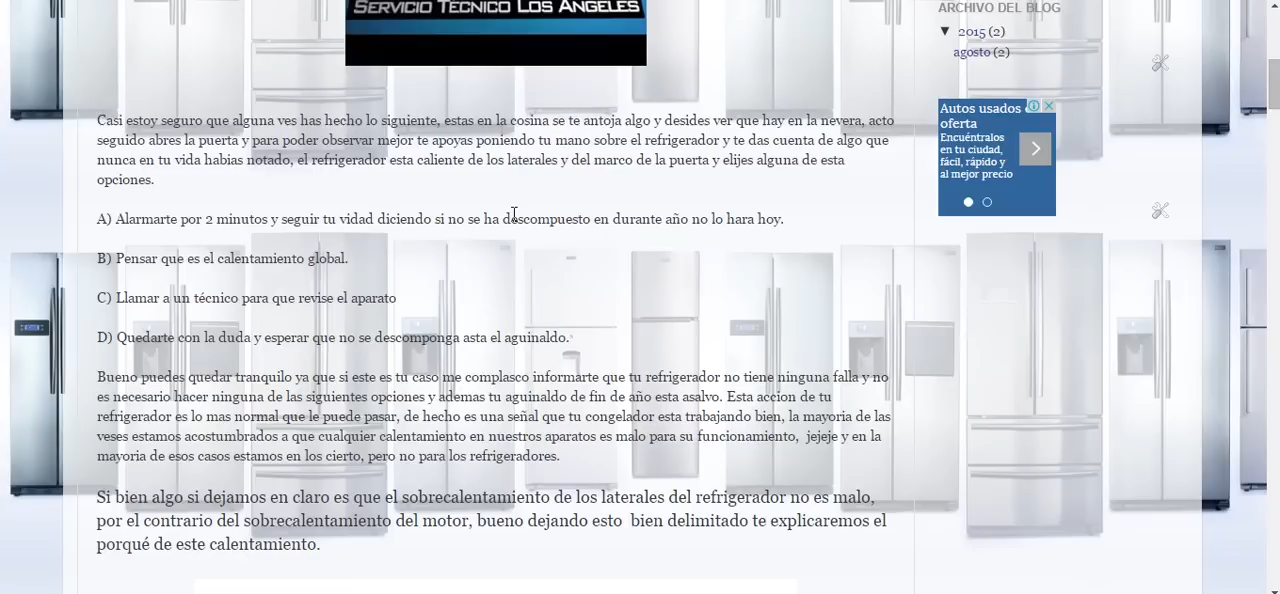 SERVICIO TÉCNICO LOS ANGELES
ARCHIVO DEL BLOG
▼ 2015 (2)
agosto (2)
Autos usados
oferta
Encuéntralos
en tu ciudad,
fácil, rápido y
al mejor precio
Casi estoy seguro que alguna ves has hecho lo siguiente, estas en la cosina se te antoja algo y desides ver que hay en la nevera, acto
seguido abres la puerta y para poder observar mejor te apoyas poniendo tu mano sobre el refrigerador y te das cuenta de algo que
nunca en tu vida habias notado, el refrigerador esta caliente de los laterales y del marco de la puerta y elijes alguna de esta
opciones.
A) Alarmarte por 2 minutos y seguir tu vidad diciendo si no se ha descompuesto en durante año no lo hara hoy.
B) Pensar que es el calentamiento global.
C) Llamar a un técnico para que revise el aparato
D) Quedarte con la duda y esperar que no se descomponga asta el aguinaldo.
Bueno puedes quedar tranquilo ya que si este es tu caso me complasco informarte que tu refrigerador no tiene ninguna falla y no
es necesario hacer ninguna de las siguientes opciones y ademas tu aguinaldo de fin de año esta asalvo. Esta accion de tu
refrigerador es lo mas normal que le puede pasar, de hecho es una señal que tu congelador esta trabajando bien, la mayoria de las
veses estamos acostumbrados a que cualquier calentamiento en nuestros aparatos es malo para su funcionamiento,  jejeje y en la
mayoria de esos casos estamos en los cierto, pero no para los refrigeradores.
Si bien algo si dejamos en claro es que el sobrecalentamiento de los laterales del refrigerador no es malo,
por el contrario del sobrecalentamiento del motor, bueno dejando esto  bien delimitado te explicaremos el
porqué de este calentamiento.